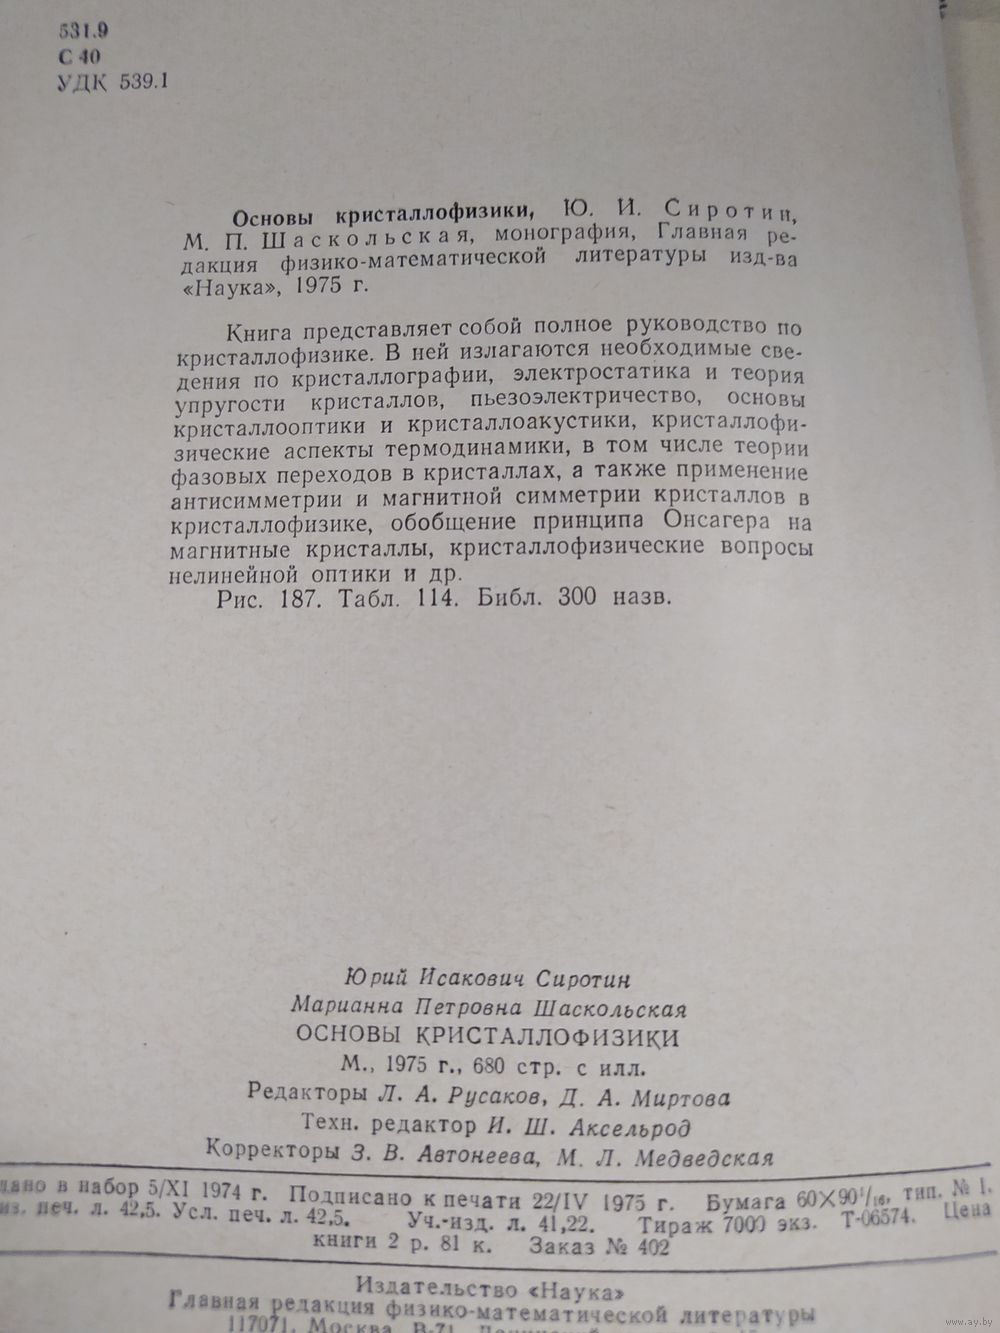 531.9
С 40
УДК 539.1
Основы кристаллофизики, Ю. И. Сиротин,
М. П. Шаскольская, монография, Главная ре-
дакция физико-математической литературы изд-ва
«Наука», 1975 г.
Книга представляет собой полное руководство по
кристаллофизике. В ней излагаются необходимые све-
дения по кристаллографии, электростатика и теория
упругости кристаллов, пьезоэлектричество, основы
кристаллооптики и кристаллоакустики, кристаллофи-
зические аспекты термодинамики, в том числе теории
фазовых переходов в кристаллах, а также применение
антисимметрии и магнитной симметрии кристаллов в
кристаллофизике, обобщение принципа Онсагера на
магнитные кристаллы, кристаллофизические вопросы
нелинейной оптики и др.
Рис. 187. Табл. 114. Библ. 300 назв.
Юрий Исакович Сиротин
Марианна Петровна Шаскольская
ОСНОВЫ КРИСТАЛЛОФИЗИКИ
М., 1975 г., 680 стр. с илл.
Редакторы Л. А. Русаков, Д. А. Миртова
Техн. редактор И. Ш. Аксельрод
Корректоры З. В. Автонеева, М. Л. Медведская
в набор 5/XI 1974 г. Подписано к печати 22/IV 1975 г. Бумага 60×90 1/16, тип. № 1.
печ. л. 42,5. Усл. печ. л. 42,5. Уч.-изд. л. 41,22. Тираж 7000 экз. Т-06574. Цена
книги 2 р. 81 к. Заказ № 402
Издательство «Наука»
Главная редакция физико-математической литературы
117071, Москва, В-71,
www.ay.by